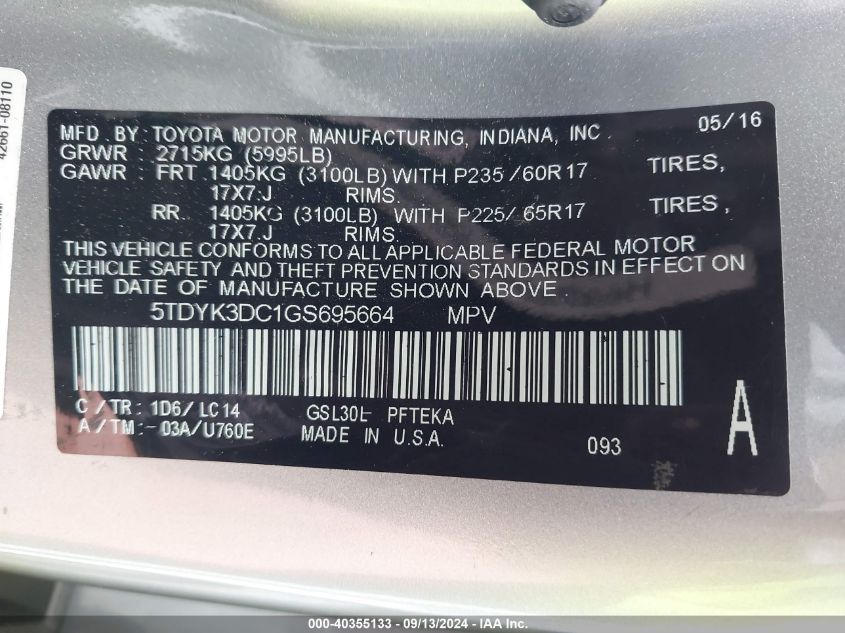 42661-08110
MFD. BY: TOYOTA MOTOR MANUFACTURING, INDIANA, INC. 05/16
GRWR 2715KG (5995LB)
GAWR: FRT 1405KG (3100LB) WITH P235 /60R17 TIRES,
17X7.J RIMS.
RR. 1405KG (3100LB) WITH P225/ 65R17 TIRES,
17X7.J RIMS.
THIS VEHICLE CONFORMS TO ALL APPLICABLE FEDERAL MOTOR
VEHICLE SAFETY AND THEFT PREVENTION STANDARDS IN EFFECT ON
THE DATE OF MANUFACTURE SHOWN ABOVE.
5TDYK3DC1GS695664 MPV
C / TR: 1D6/ LC14 GSL30L- PFTEKA
A / TM: -03A/U760E MADE IN U.S.A.
093
A
000-40355133 - 09/13/2024 - IAA Inc.